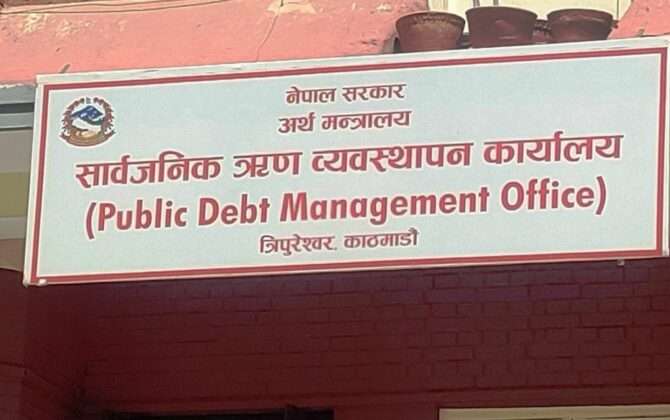 नेपाल सरकार
अर्थ मन्त्रालय
सार्वजनिक ऋण व्यवस्थापन कार्यालय
(Public Debt Management Office)
त्रिपुरेश्वर, काठमाडौं